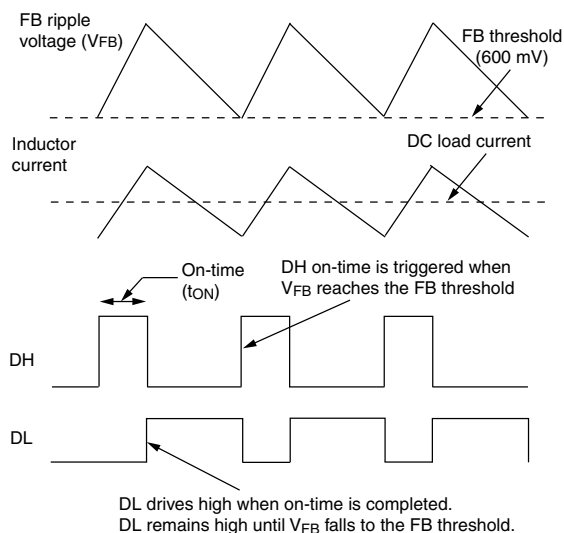 FB ripple
voltage (VFB)
FB threshold
(600 mV)
Inductor
current
DC load current
On-time
(tON)
DH on-time is triggered when
VFB reaches the FB threshold
DH
DL
DL drives high when on-time is completed.
DL remains high until VFB falls to the FB threshold.